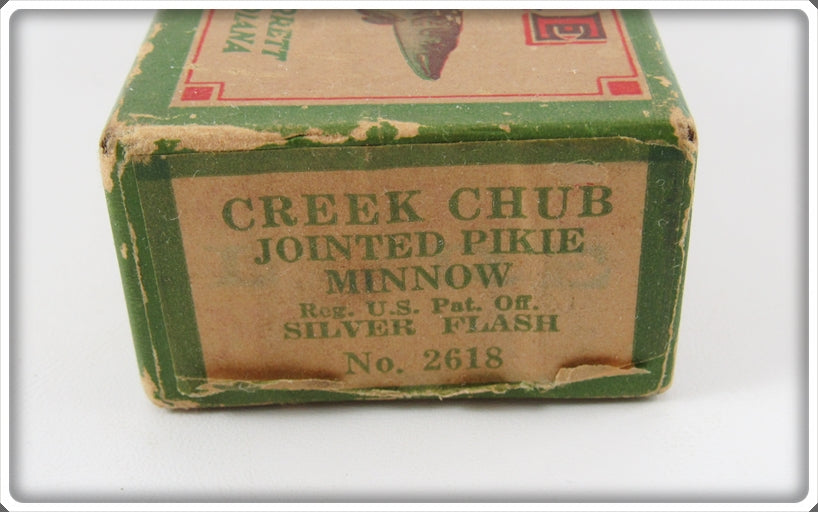 CREEK CHUB
JOINTED PIKIE
MINNOW
Reg. U.S. Pat. Off.
SILVER FLASH
No. 2618